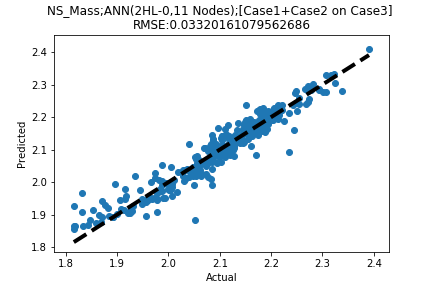 NS_Mass;ANN(2HL-0,11 Nodes);[Case1+Case2 on Case3]
RMSE:0.03320161079562686
2.4
2.3
2.2
2.1
2.0
1.9
1.8
Predicted
1.8 1.9 2.0 2.1 2.2 2.3 2.4
Actual